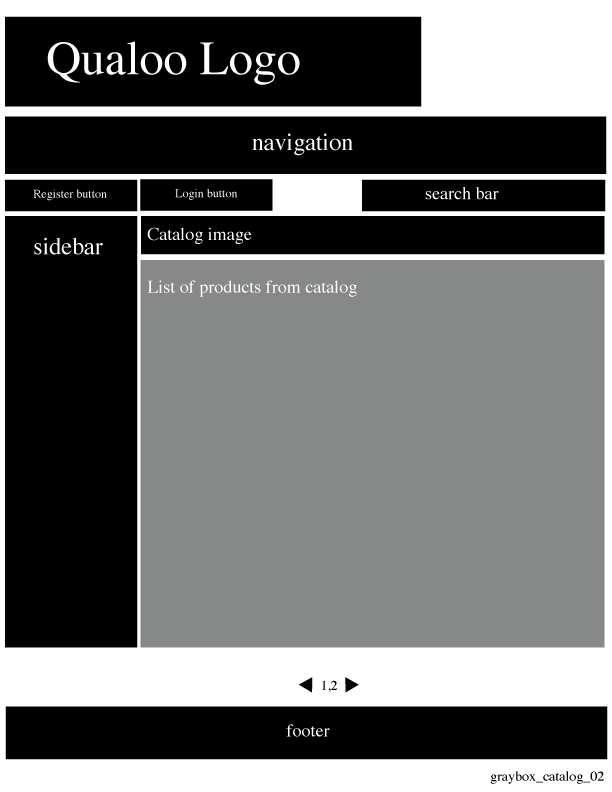 Qualoo Logo
navigation
Register button
Login button
search bar
sidebar
Catalog image
List of products from catalog
1,2
footer
graybox_catalog_02